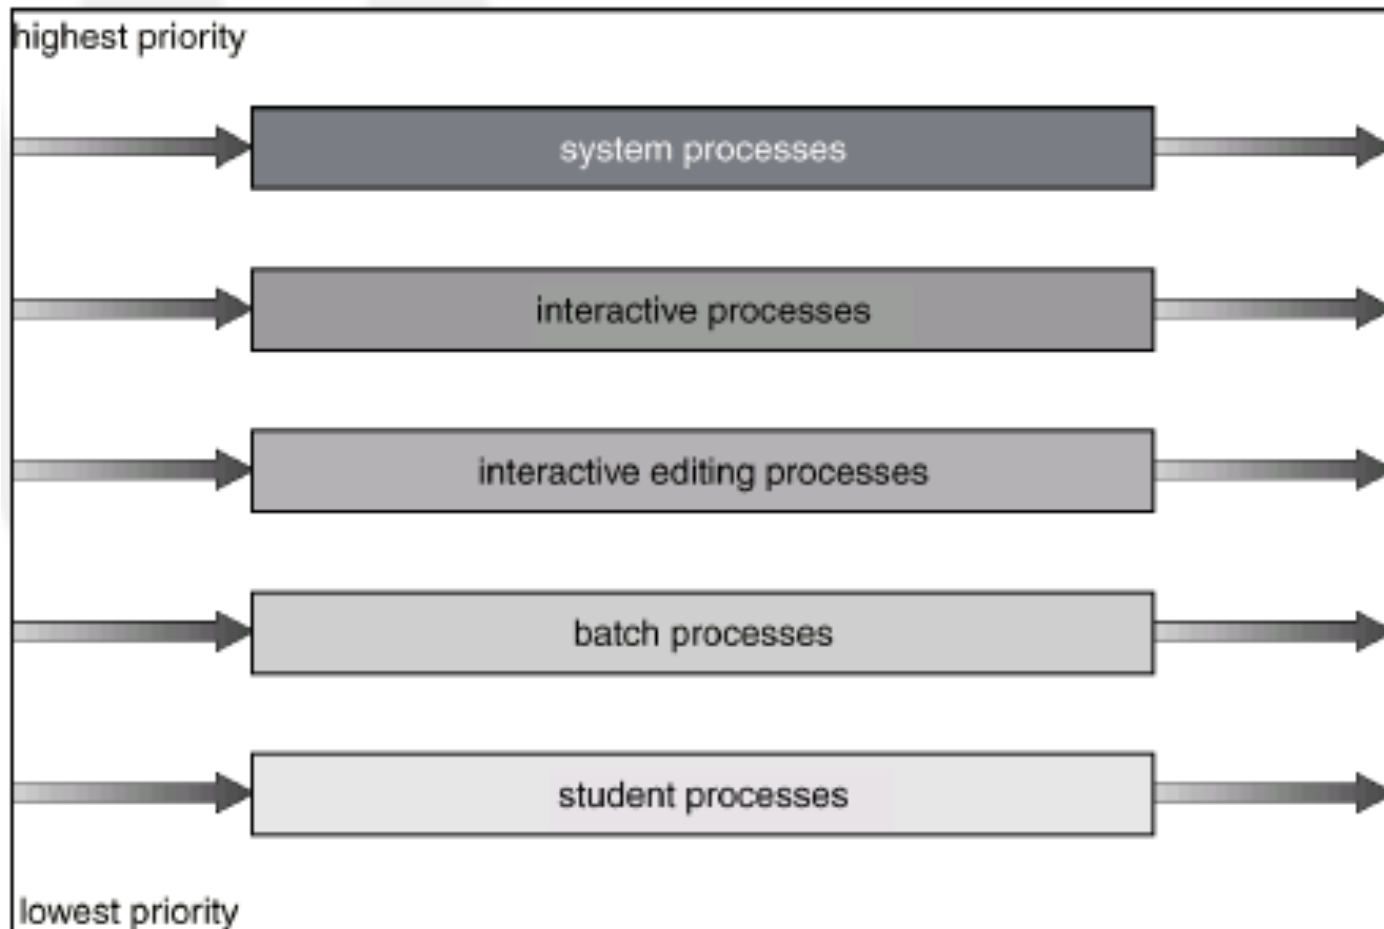 highest priority
system processes
interactive processes
interactive editing processes
batch processes
student processes
lowest priority